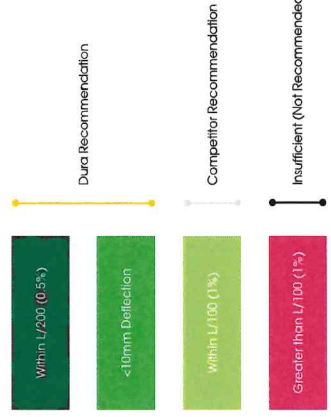 Within L/200 (0.5%)
<10mm Deflection
Dura Recommendation
Within L/100 (1%)
Competitor Recommendation
Greater than L/100 (1%)
Insufficient (Not Recommended